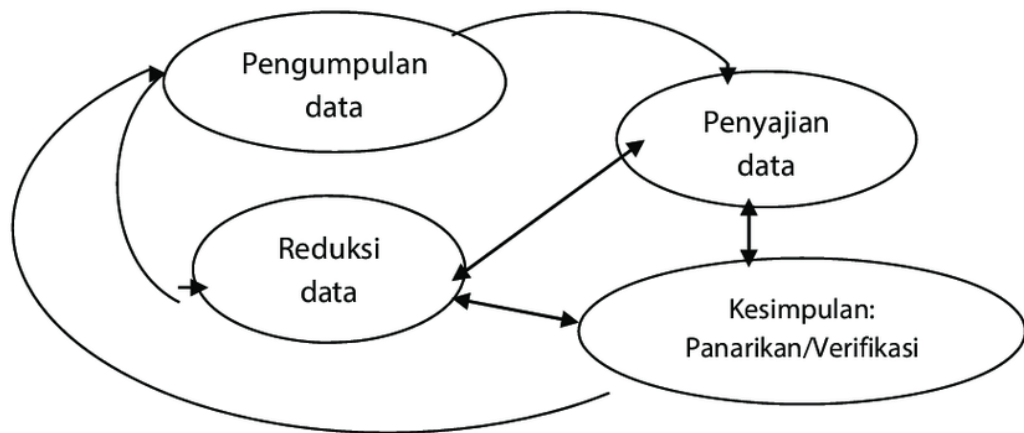 Pengumpulan
data
Penyajian
data
Reduksi
data
Kesimpulan:
Panarikan/Verifikasi